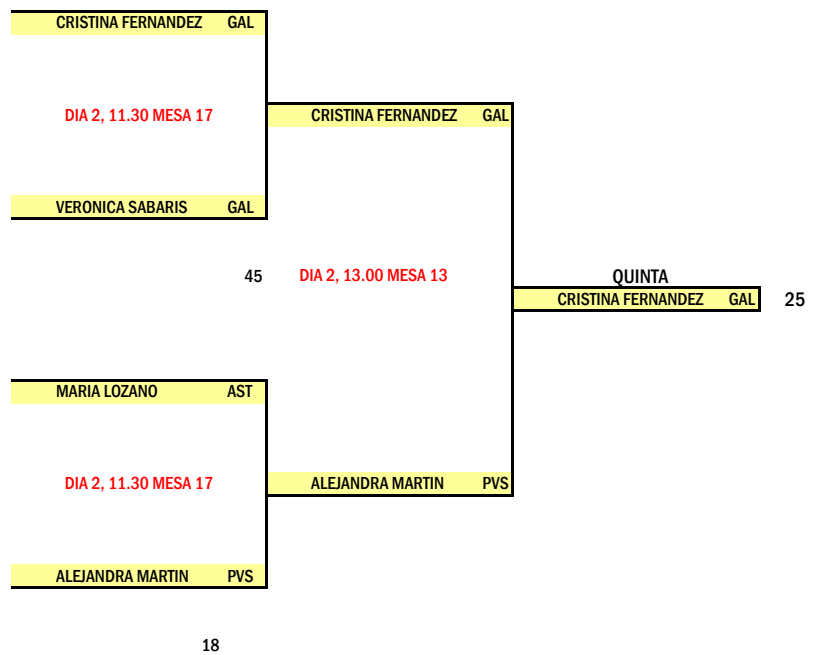 CRISTINA FERNANDEZ GAL
DIA 2, 11.30 MESA 17
CRISTINA FERNANDEZ GAL
VERONICA SABARIS GAL
45 DIA 2, 13.00 MESA 13
QUINTA
CRISTINA FERNANDEZ GAL 25
MARIA LOZANO AST
DIA 2, 11.30 MESA 17
ALEJANDRA MARTIN PVS
ALEJANDRA MARTIN PVS
18